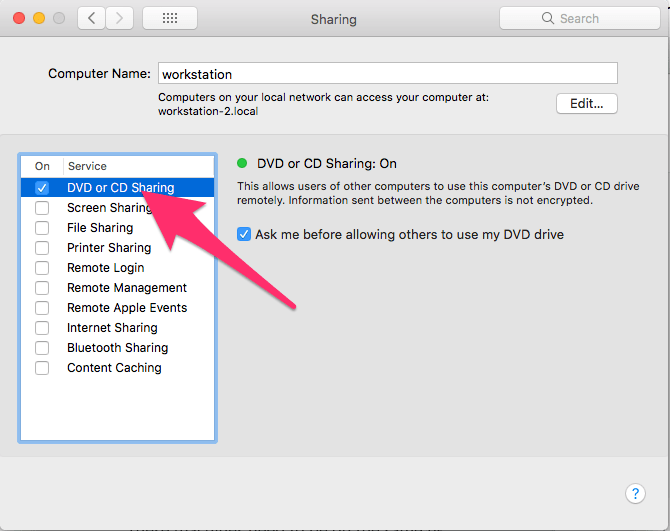 Sharing
Search
Computer Name:
workstation
Computers on your local network can access your computer at:
workstation-2.local
Edit...
On
Service
DVD or CD Sharing
Screen Sharing
File Sharing
Printer Sharing
Remote Login
Remote Management
Remote Apple Events
Internet Sharing
Bluetooth Sharing
Content Caching
DVD or CD Sharing: On
This allows users of other computers to use this computer's DVD or CD drive
remotely. Information sent between the computers is not encrypted.
Ask me before allowing others to use my DVD drive
?